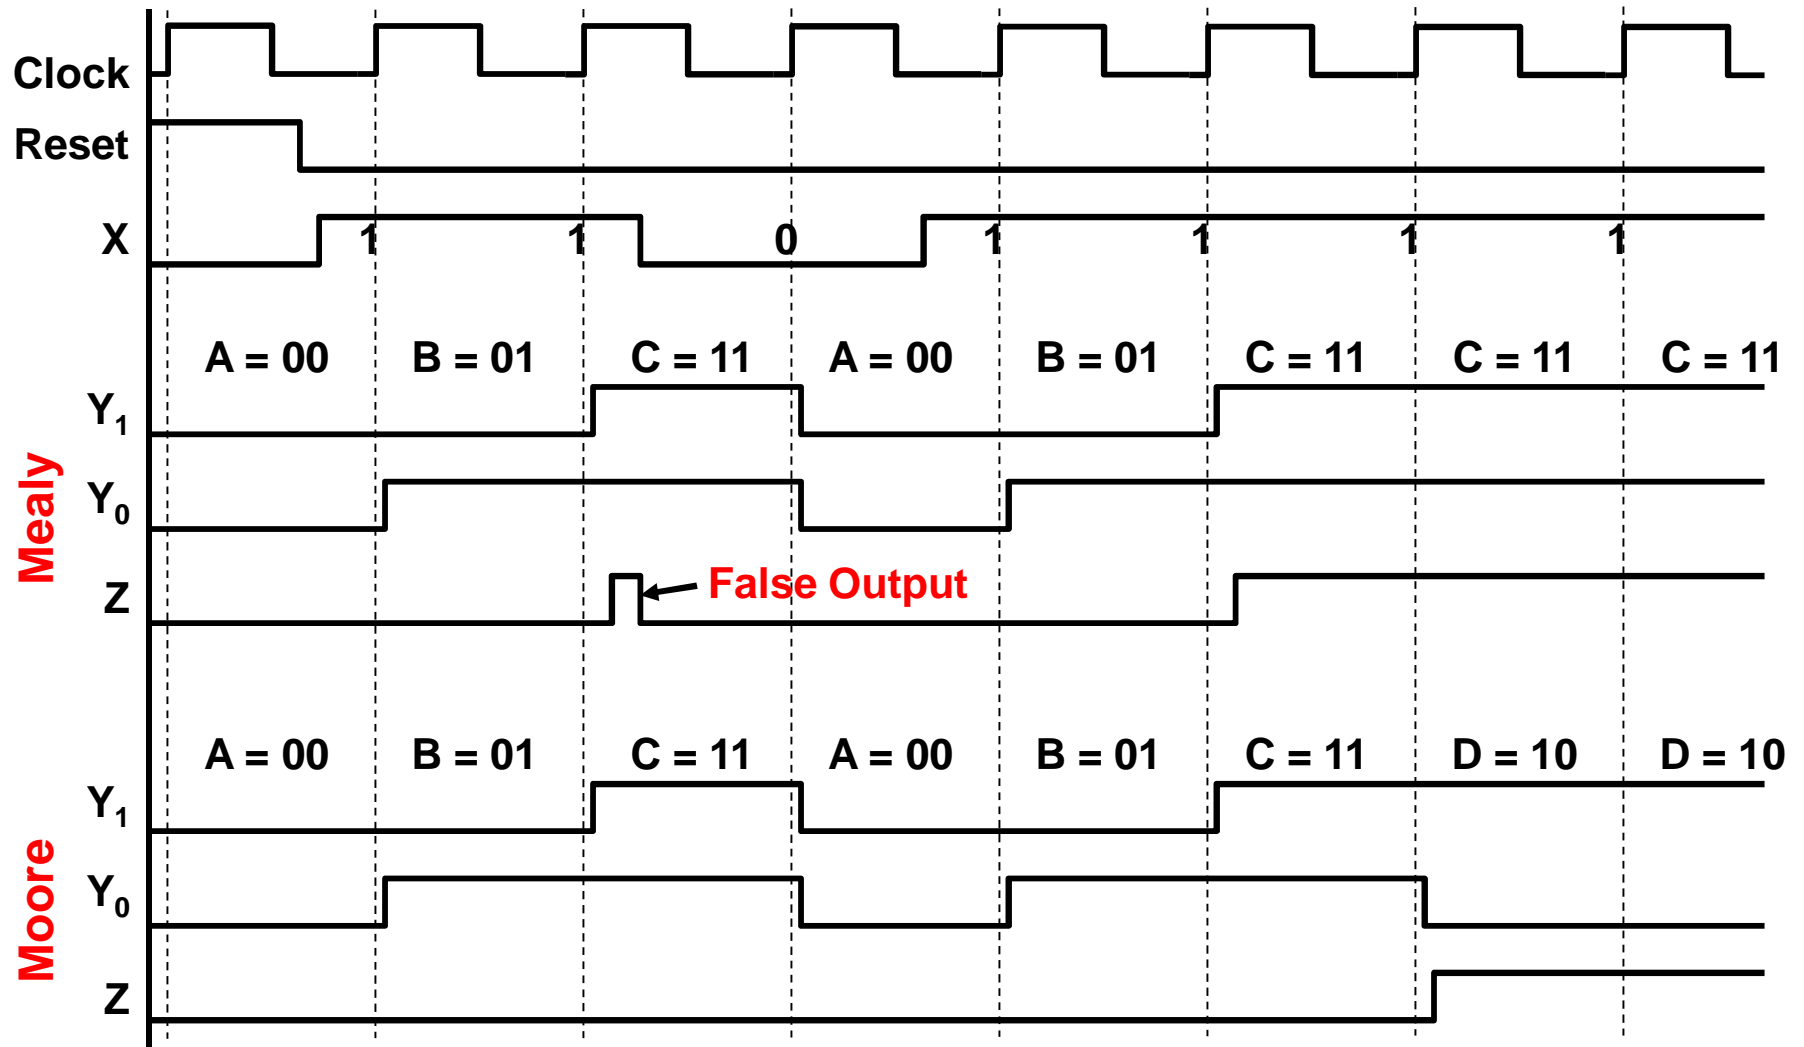 Clock
Reset
X 1 1 0 1 1 1 1
A = 00 B = 01 C = 11 A = 00 B = 01 C = 11 C = 11 C = 11
Y1
Mealy
Y0
False Output
Z
A = 00 B = 01 C = 11 A = 00 B = 01 C = 11 D = 10 D = 10
Y1
Moore
Y0
Z